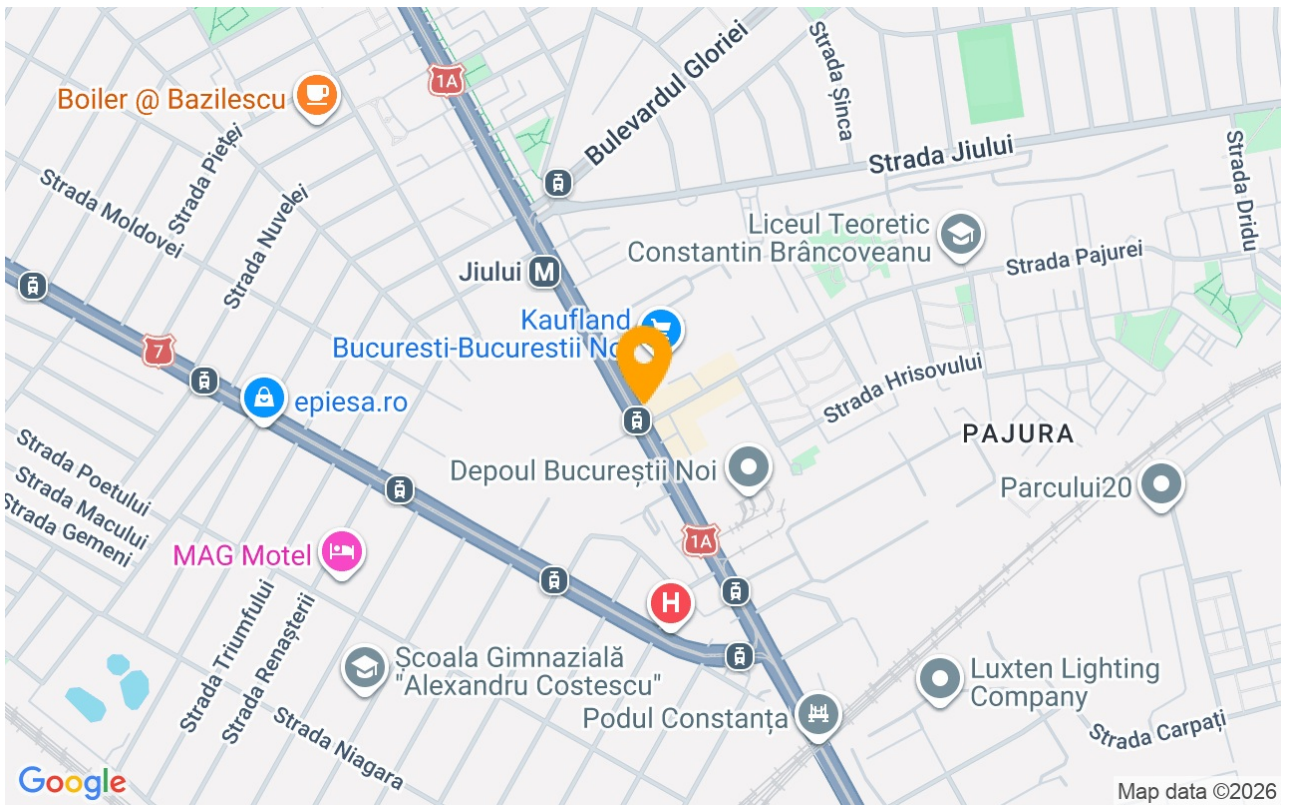 1A
Bulevardul Gloriei
Strada Șinca
Boiler @ Bazilescu
Strada Pieței
Strada Jiului
Strada Dridu
Strada Moldovei
Strada Nuvelei
Liceul Teoretic
Constantin Brâncoveanu
Strada Pajurei
Jiului M
Kaufland
Bucuresti-Bucurestii No
7
epiesa.ro
Strada Hrisovului
PAJURA
Strada Poetului
Strada Macului
Strada Gemeni
Depoul Bucureștii Noi
Parcului20
1A
MAG Motel
H
Strada Triumfului
Strada Renașterii
Școala Gimnazială
"Alexandru Costescu"
Luxten Lighting
Company
Podul Constanța
Strada Carpați
Strada Niagara
Google
Map data ©2026